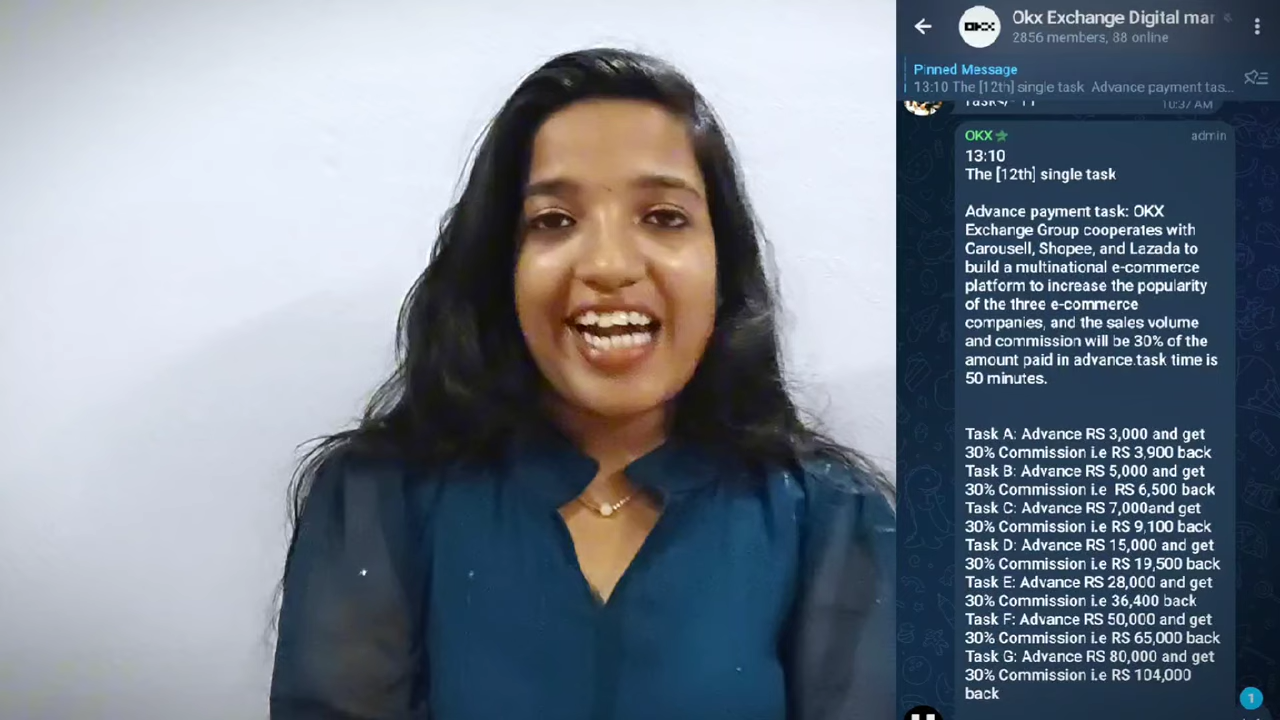 OKX
Okx Exchange Digital mar
2856 members, 88 online
Pinned Message
13:10 The [12th] single task Advance payment tas...
10:37 AM
OKX
admin
13:10
The [12th] single task
Advance payment task: OKX
Exchange Group cooperates with
Carousell, Shopee, and Lazada to
build a multinational e-commerce
platform to increase the popularity
of the three e-commerce
companies, and the sales volume
and commission will be 30% of the
amount paid in advance.task time is
50 minutes.
Task A: Advance RS 3,000 and get
30% Commission i.e RS 3,900 back
Task B: Advance RS 5,000 and get
30% Commission i.e RS 6,500 back
Task C: Advance RS 7,000and get
30% Commission i.e RS 9,100 back
Task D: Advance RS 15,000 and get
30% Commission i.e RS 19,500 back
Task E: Advance RS 28,000 and get
30% Commission i.e 36,400 back
Task F: Advance RS 50,000 and get
30% Commission i.e RS 65,000 back
Task G: Advance RS 80,000 and get
30% Commission i.e RS 104,000
back
1